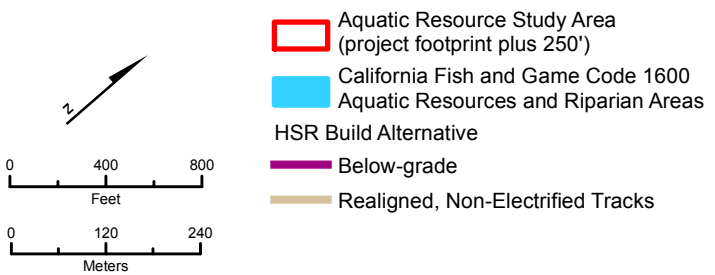 Aquatic Resource Study Area
(project footprint plus 250')
California Fish and Game Code 1600
Aquatic Resources and Riparian Areas
HSR Build Alternative
Below-grade
Realigned, Non-Electrified Tracks
N
0 400 800
Feet
0 120 240
Meters